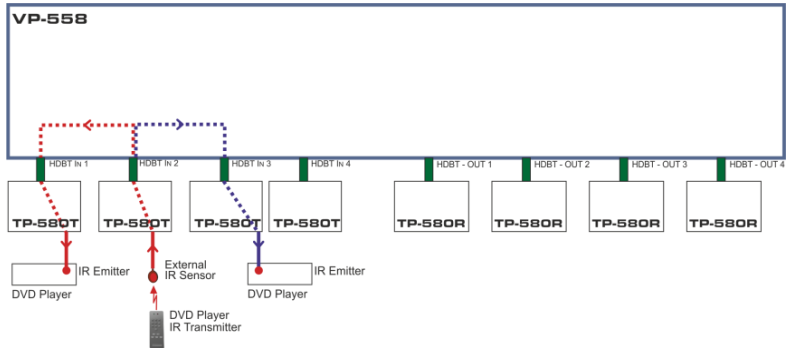 VP-558
HDBT IN 1
HDBT IN 2
HDBT IN 3
HDBT IN 4
HDBT - OUT 1
HDBT - OUT 2
HDBT - OUT 3
HDBT - OUT 4
TP-580T
TP-580T
TP-580T
TP-580T
TP-580R
TP-580R
TP-580R
TP-580R
IR Emitter
DVD Player
External
IR Sensor
IR Emitter
DVD Player
DVD Player
IR Transmitter